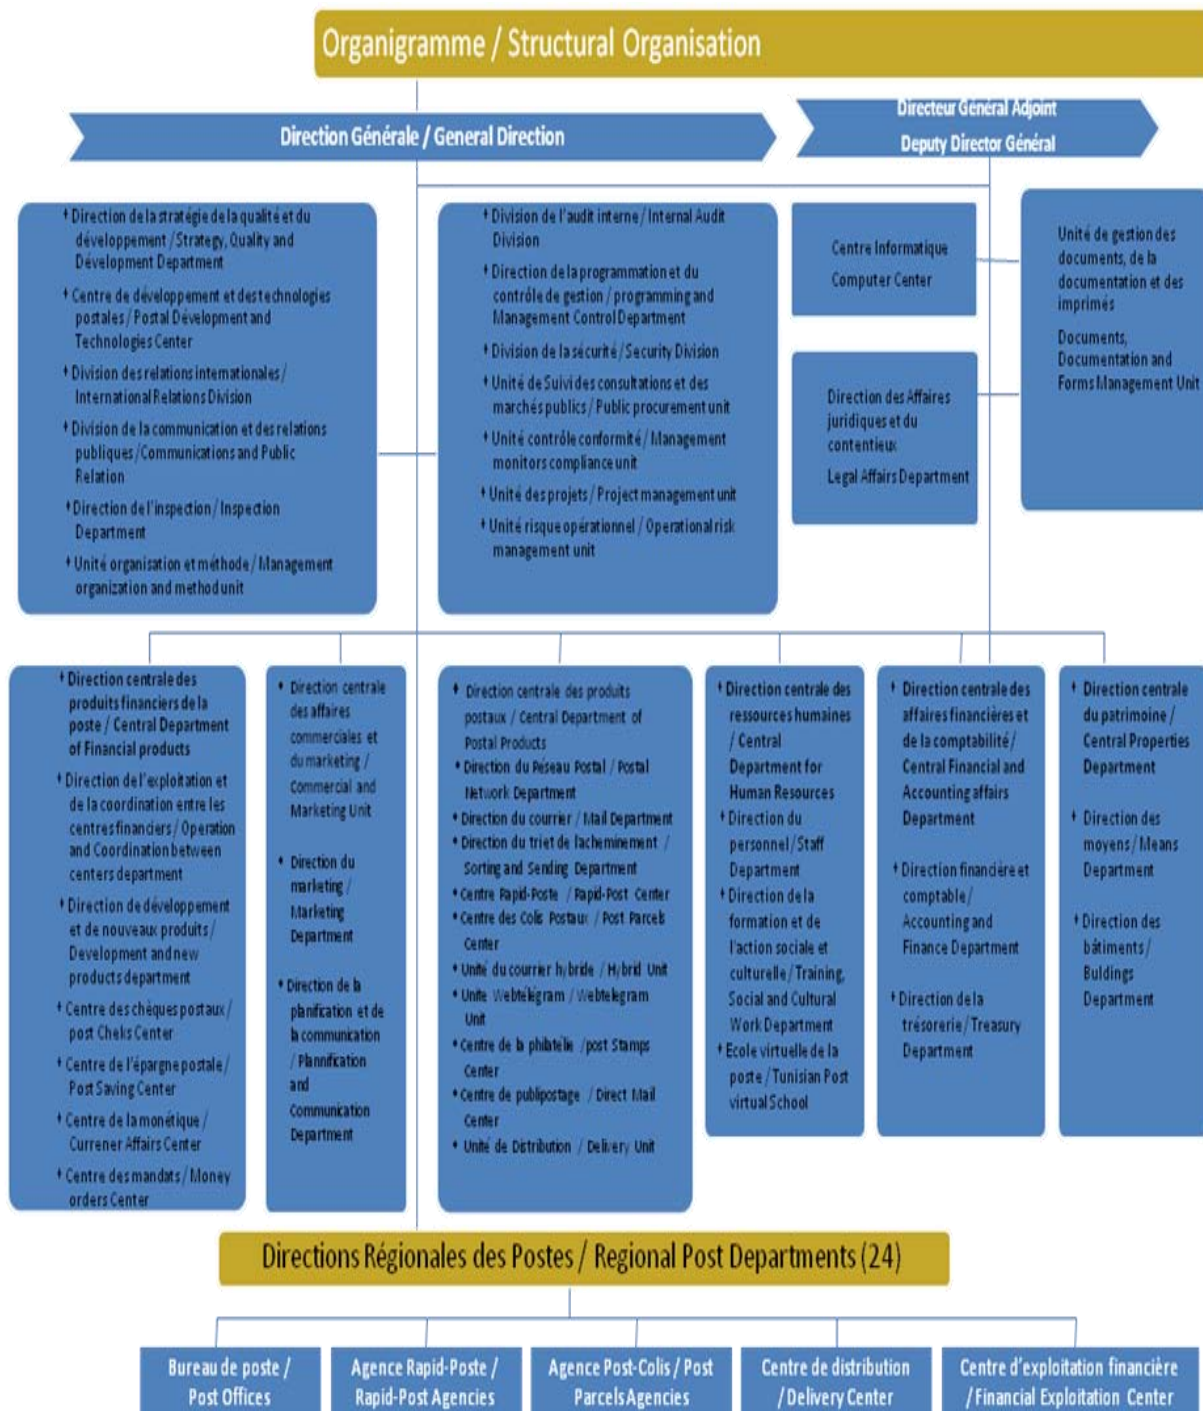 Organigramme / Structural Organisation
Direction Générale / General Direction
Directeur Général Adjoint
Deputy Director Général
♦ Direction de la stratégie de la qualité et du
développement / Strategy, Quality and
Dévelopment Department
♦ Centre de développement et des technologies
postales / Postal Dévelopment and
Technologies Center
♦ Division des relations internationales /
International Relations Division
♦ Division de la communication et des relations
publiques / Communications and Public
Relation
♦ Direction de l'inspection / Inspection
Department
♦ Unité organisation et méthode / Management
organization and method unit
♦ Division de l'audit interne / Internal Audit
Division
♦ Direction de la programmation et du
contrôle de gestion / programming and
Management Control Department
♦ Division de la sécurité / Security Division
♦ Unité de Suivi des consultations et des
marchés publics / Public procurement unit
♦ Unité contrôle conformité / Management
monitors compliance unit
♦ Unité des projets / Project management unit
♦ Unité risque opérationnel / Operational risk
management unit
Centre Informatique
Computer Center
Direction des Affaires
juridiques et du
contentieux
Legal Affairs Department
Unité de gestion des
documents, de la
documentation et des
imprimés
Documents,
Documentation and
Forms Management Unit
♦ Direction centrale des
produits financiers de la
poste / Central Department
of Financial products
♦ Direction de l'exploitation et
de la coordination entre les
centres financiers / Operation
and Coordination between
centers department
♦ Direction de développement
et de nouveaux produits /
Development and new
products department
♦ Centre des chèques postaux /
post Cheks Center
♦ Centre de l'épargne postale /
Post Saving Center
♦ Centre de la monétique /
Currener Affairs Center
♦ Centre des mandats / Money
orders Center
♦ Direction centrale
des affaires
commerciales et
du marketing /
Commercial and
Marketing Unit
♦ Direction du
marketing /
Marketing
Department
♦ Direction de la
planification et de
la communication
/ Plannification
and
Communication
Department
♦ Direction centrale des produits
postaux / Central Department of
Postal Products
♦ Direction du Réseau Postal / Postal
Network Department
♦ Direction du courrier / Mail Department
♦ Direction du tri et de lacheminement /
Sorting and Sending Department
♦ Centre Rapid-Poste / Rapid-Post Center
♦ Centre des Colis Postaux / Post Parcels
Center
♦ Unité du courrier hybride / Hybrid Unit
♦ Unite Webtélégram / Webtelegram
Unit
♦ Centre de la philatélie / post Stamps
Center
♦ Centre de publipostage / Direct Mail
Center
♦ Unité de Distribution / Delivery Unit
♦ Direction centrale des
ressources humaines
/ Central
Department for
Human Resources
♦ Direction du
personnel / Staff
Department
♦ Direction de la
formation et de
l'action sociale et
culturelle / Training,
Social and Cultural
Work Department
♦ Ecole virtuelle de la
poste / Tunisian Post
virtual School
♦ Direction centrale des
affaires financières et
de la comptabilité /
Central Financial and
Accounting affairs
Department
♦ Direction financière et
comptable /
Accounting and
Finance Department
♦ Direction de la
trésorerie / Treasury
Department
♦ Direction centrale
du patrimoine /
Central Properties
Department
♦ Direction des
moyens / Means
Department
♦ Direction des
bâtiments /
Buldings
Department
Directions Régionales des Postes / Regional Post Departments (24)
Bureau de poste /
Post Offices
Agence Rapid-Poste /
Rapid-Post Agencies
Agence Post-Colis / Post
Parcels Agencies
Centre de distribution
/ Delivery Center
Centre d'exploitation financière
/ Financial Exploitation Center